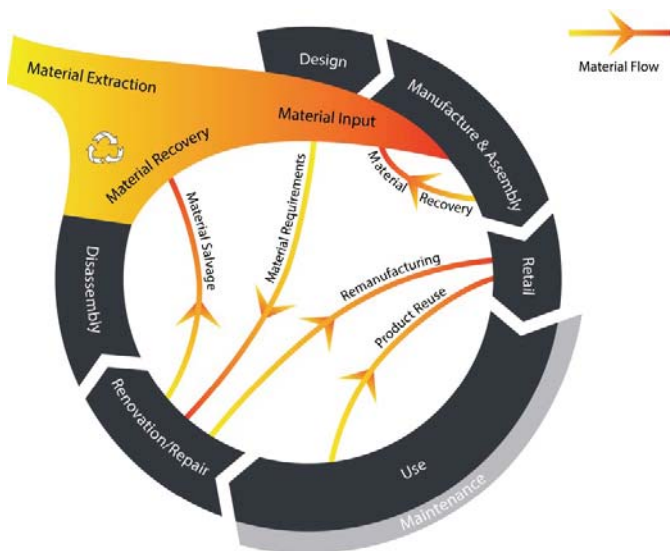 Design
Material Flow
Material Extraction
Material Input
Manufacture & Assembly
Material Recovery
Material Recovery
Material Salvage
Material Requirements
Remanufacturing
Product Reuse
Retail
Disassembly
Renovation/Repair
Use
Maintenance